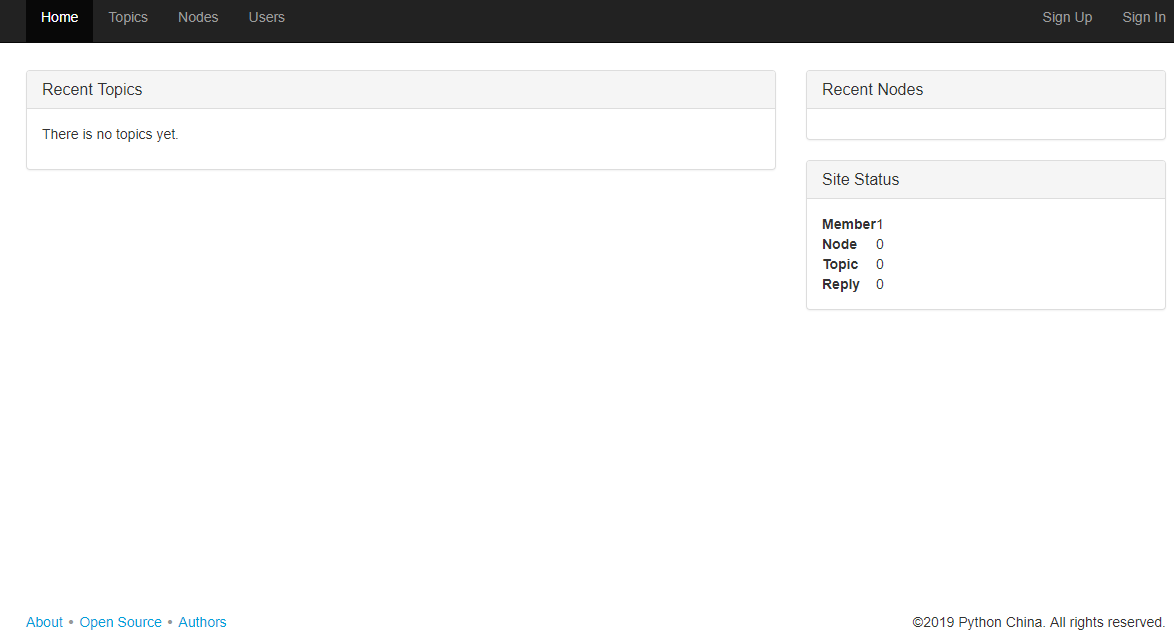 Home Topics Nodes Users Sign Up Sign In
Recent Topics
There is no topics yet.
Recent Nodes
Site Status
Member 1
Node 0
Topic 0
Reply 0
About • Open Source • Authors
©2019 Python China. All rights reserved.